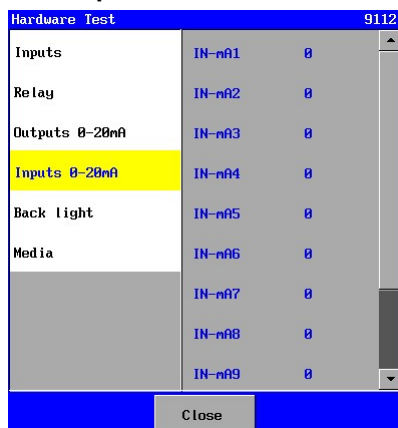 Hardware Test 9112
Inputs
Relay
Outputs 0-20mA
Inputs 0-20mA
Back light
Media
IN-mA1 0
IN-mA2 0
IN-mA3 0
IN-mA4 0
IN-mA5 0
IN-mA6 0
IN-mA7 0
IN-mA8 0
IN-mA9 0
Close